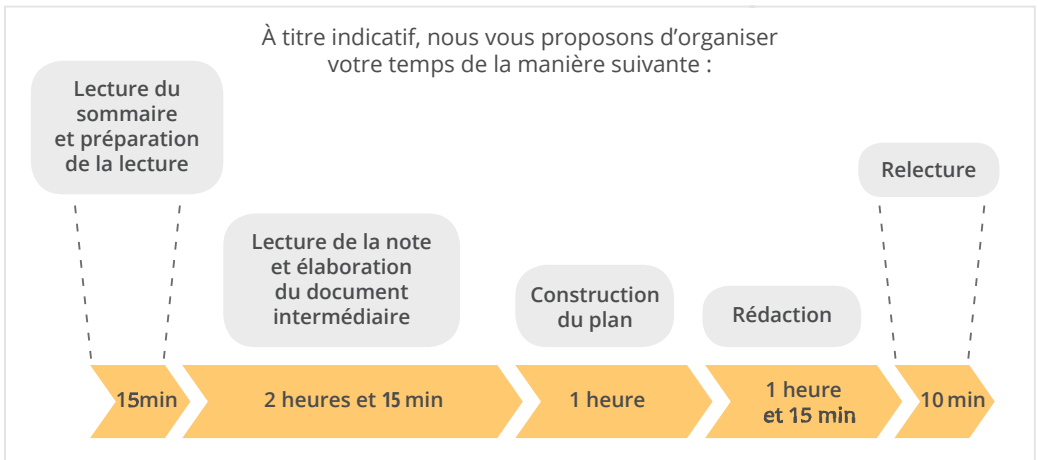 À titre indicatif, nous vous proposons d’organiser
votre temps de la manière suivante :
Lecture du
sommaire
et préparation
de la lecture
Lecture de la note
et élaboration
du document
intermédiaire
Construction
du plan
Rédaction
Relecture
15min
2 heures et 15 min
1 heure
1 heure
et 15 min
10 min